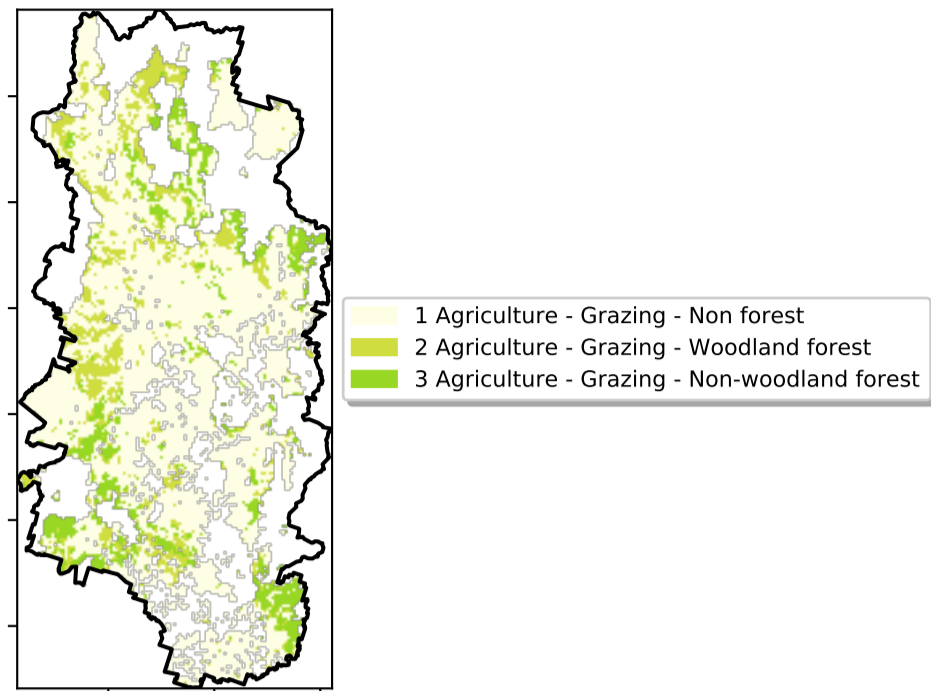 1 Agriculture - Grazing - Non forest
2 Agriculture - Grazing - Woodland forest
3 Agriculture - Grazing - Non-woodland forest